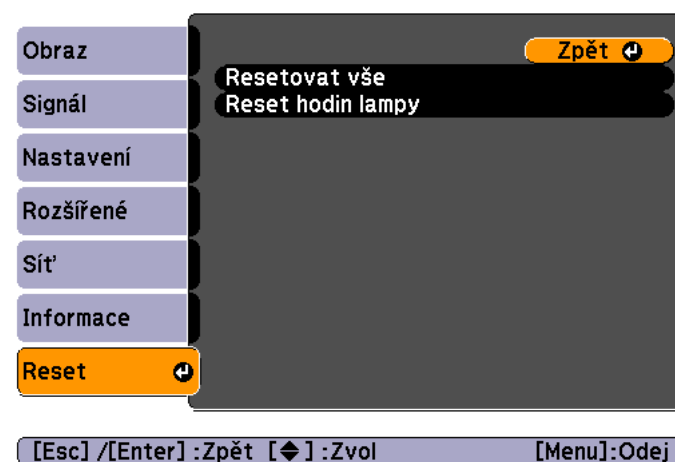 Obraz
Signál
Nastavení
Rozšířené
Síť
Informace
Reset
Zpět
Resetovat vše
Reset hodin lampy
[Esc] /[Enter] :Zpět [◆] :Zvol [Menu]:Odej